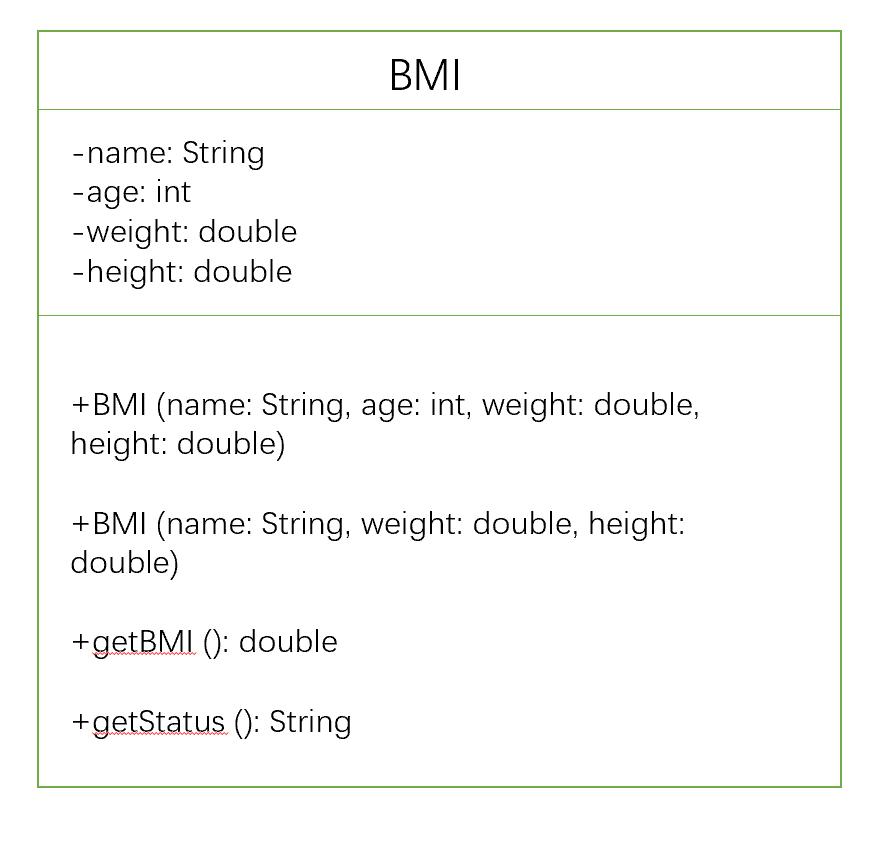 BMI
-name: String
-age: int
-weight: double
-height: double
+BMI (name: String, age: int, weight: double,
height: double)
+BMI (name: String, weight: double, height:
double)
+getBMI (): double
+getStatus (): String